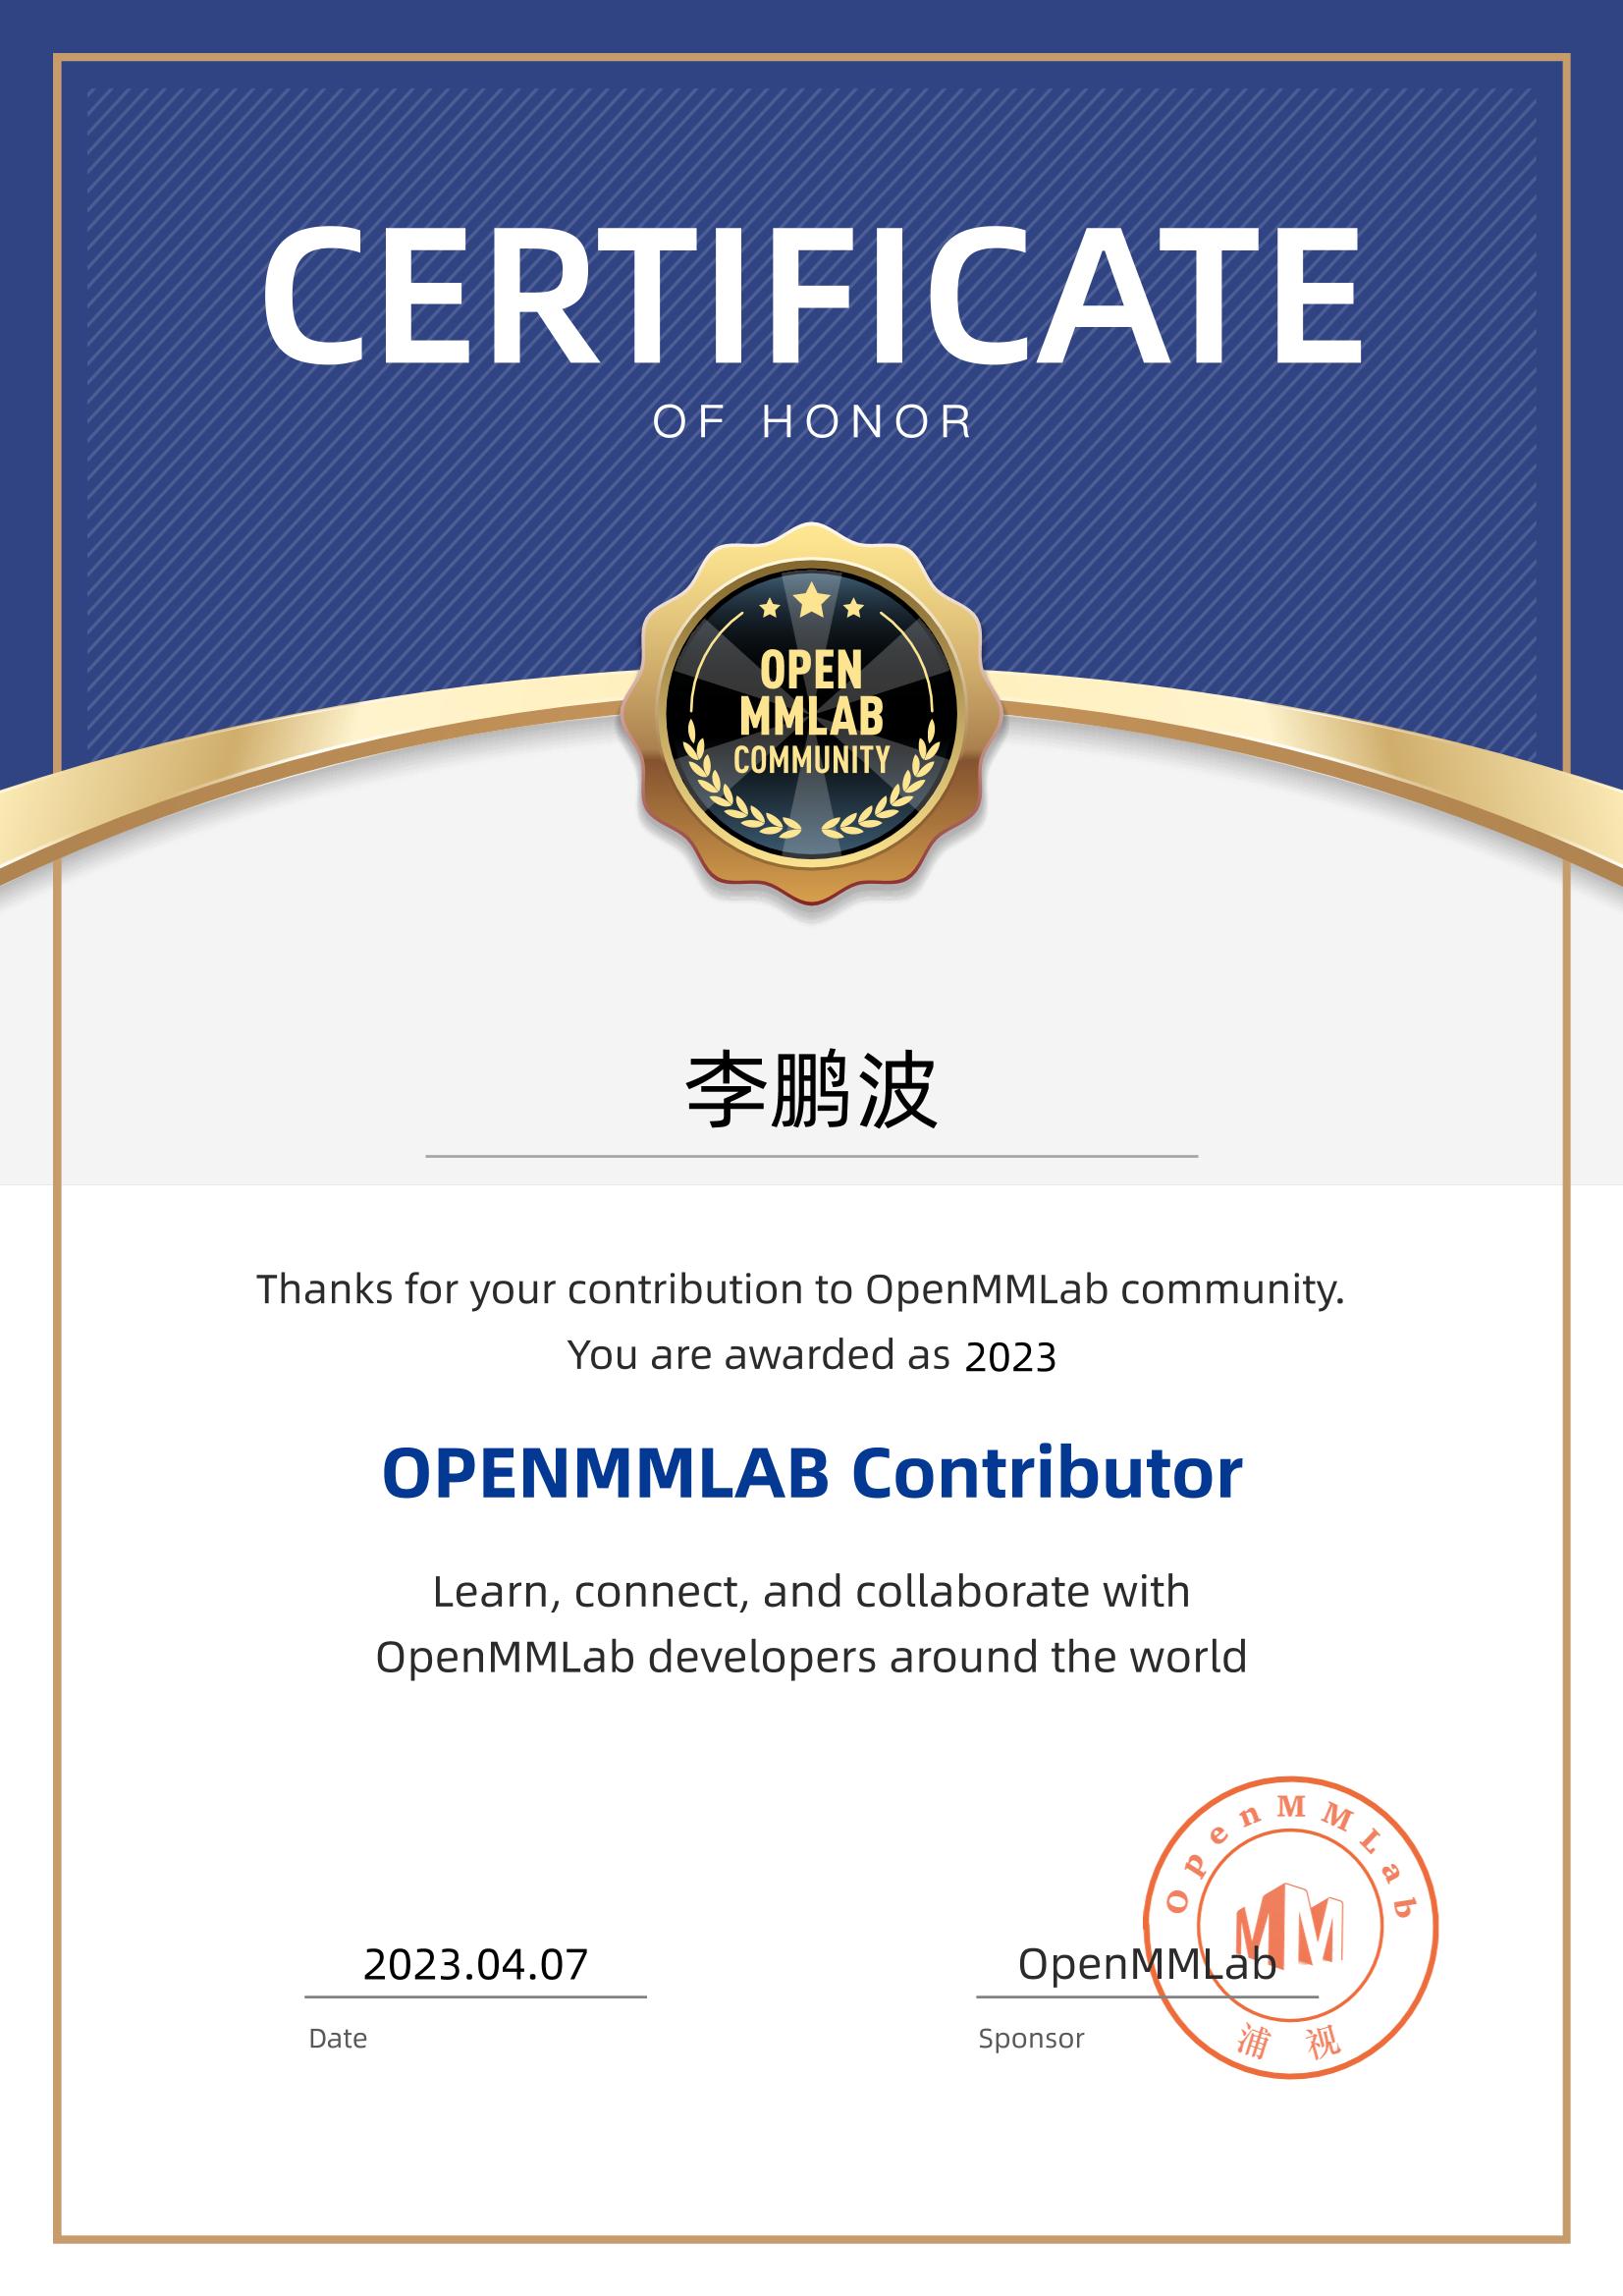 CERTIFICATE
OF HONOR
OPEN
MMLAB
COMMUNITY
李鹏波
Thanks for your contribution to OpenMMLab community.
You are awarded as 2023
OPENMMLAB Contributor
Learn, connect, and collaborate with
OpenMMLab developers around the world
OpenMMLab
MM
2023.04.07
OpenMMLab
Date
Sponsor
浦 视